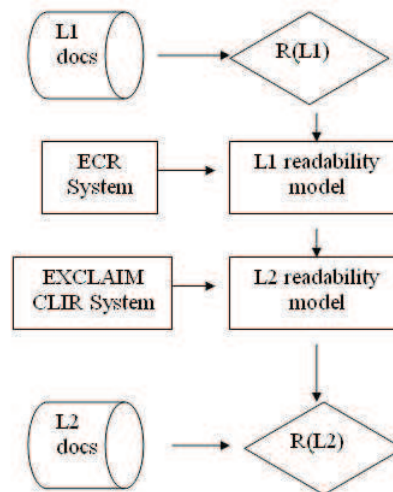 L1
docs
R(L1)
ECR
System
L1 readability
model
EXCLAIM
CLIR System
L2 readability
model
L2
docs
R(L2)